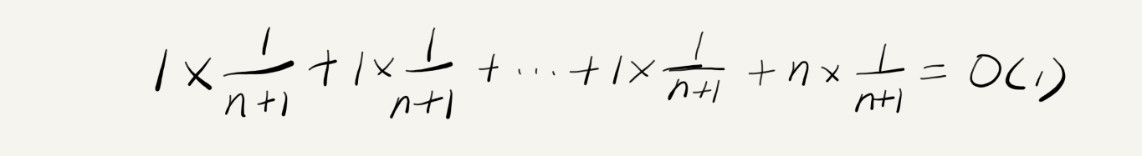 1 × 1/(n+1) + 1 × 1/(n+1) + ... + 1 × 1/(n+1) + n × 1/(n+1) = O(1)